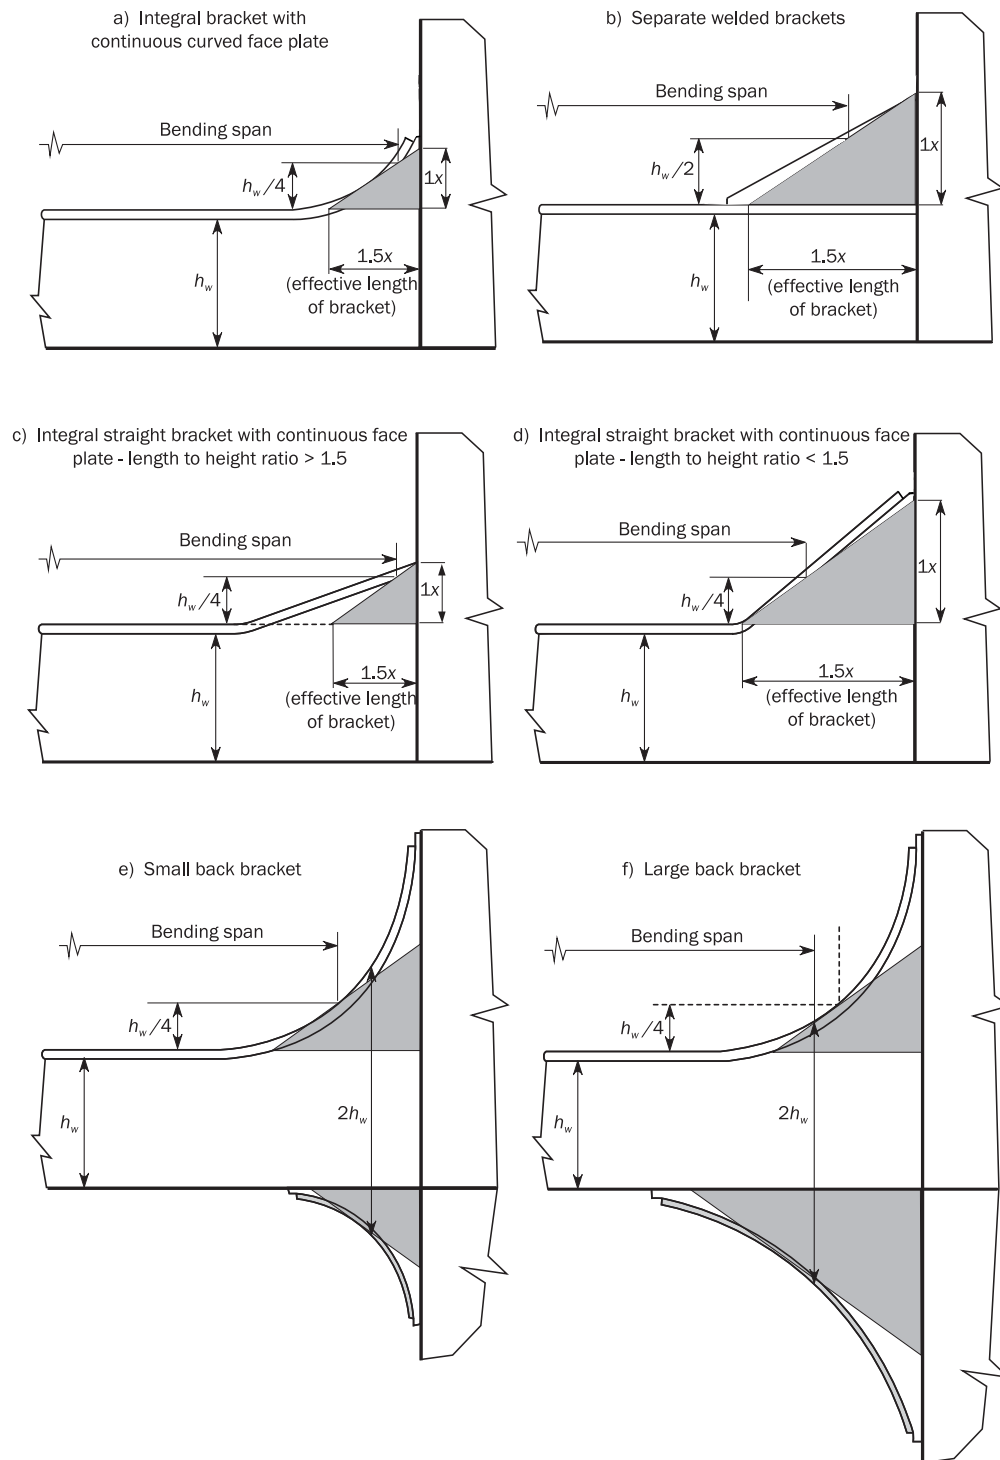 a) Integral bracket with
continuous curved face plate
Bending span
h_w/4
1x
1.5x
(effective length
of bracket)
h_w
b) Separate welded brackets
Bending span
h_w/2
1x
1.5x
(effective length
of bracket)
h_w
c) Integral straight bracket with continuous face
plate - length to height ratio > 1.5
Bending span
h_w/4
1x
1.5x
(effective length
of bracket)
h_w
d) Integral straight bracket with continuous face
plate - length to height ratio < 1.5
Bending span
h_w/4
1x
1.5x
(effective length
of bracket)
h_w
e) Small back bracket
Bending span
h_w/4
2h_w
h_w
f) Large back bracket
Bending span
h_w/4
2h_w
h_w